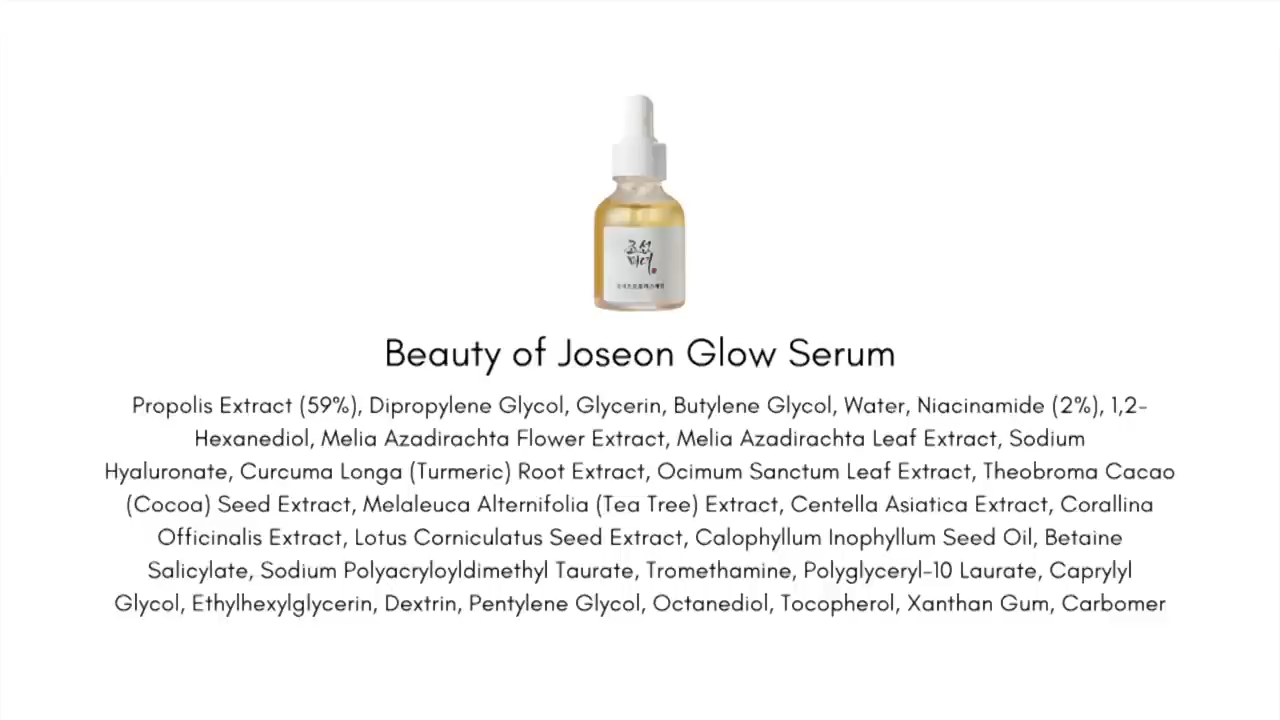 조선
미녀
Beauty of Joseon Glow Serum
Propolis Extract (59%), Dipropylene Glycol, Glycerin, Butylene Glycol, Water, Niacinamide (2%), 1,2-
Hexanediol, Melia Azadirachta Flower Extract, Melia Azadirachta Leaf Extract, Sodium
Hyaluronate, Curcuma Longa (Turmeric) Root Extract, Ocimum Sanctum Leaf Extract, Theobroma Cacao
(Cocoa) Seed Extract, Melaleuca Alternifolia (Tea Tree) Extract, Centella Asiatica Extract, Corallina
Officinalis Extract, Lotus Corniculatus Seed Extract, Calophyllum Inophyllum Seed Oil, Betaine
Salicylate, Sodium Polyacryloyldimethyl Taurate, Tromethamine, Polyglyceryl-10 Laurate, Caprylyl
Glycol, Ethylhexylglycerin, Dextrin, Pentylene Glycol, Octanediol, Tocopherol, Xanthan Gum, Carbomer